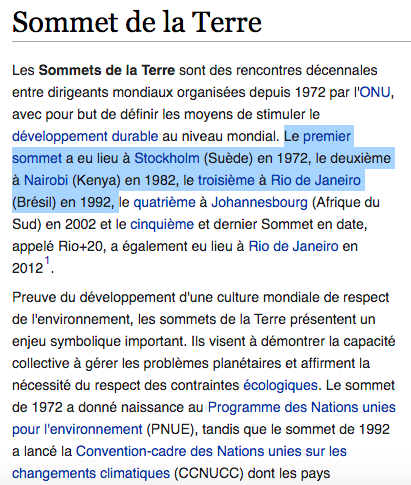 Sommet de la Terre
Les Sommets de la Terre sont des rencontres décennales
entre dirigeants mondiaux organisées depuis 1972 par l'ONU,
avec pour but de définir les moyens de stimuler le
développement durable au niveau mondial. Le premier
sommet a eu lieu à Stockholm (Suède) en 1972, le deuxième
à Nairobi (Kenya) en 1982, le troisième à Rio de Janeiro
(Brésil) en 1992, le quatrième à Johannesbourg (Afrique du
Sud) en 2002 et le cinquième et dernier Sommet en date,
appelé Rio+20, a également eu lieu à Rio de Janeiro en
2012¹.
Preuve du développement d'une culture mondiale de respect
de l'environnement, les sommets de la Terre présentent un
enjeu symbolique important. Ils visent à démontrer la capacité
collective à gérer les problèmes planétaires et affirment la
nécessité du respect des contraintes écologiques. Le sommet
de 1972 a donné naissance au Programme des Nations unies
pour l'environnement (PNUE), tandis que le sommet de 1992
a lancé la Convention-cadre des Nations unies sur les
changements climatiques (CCNUCC) dont les pays